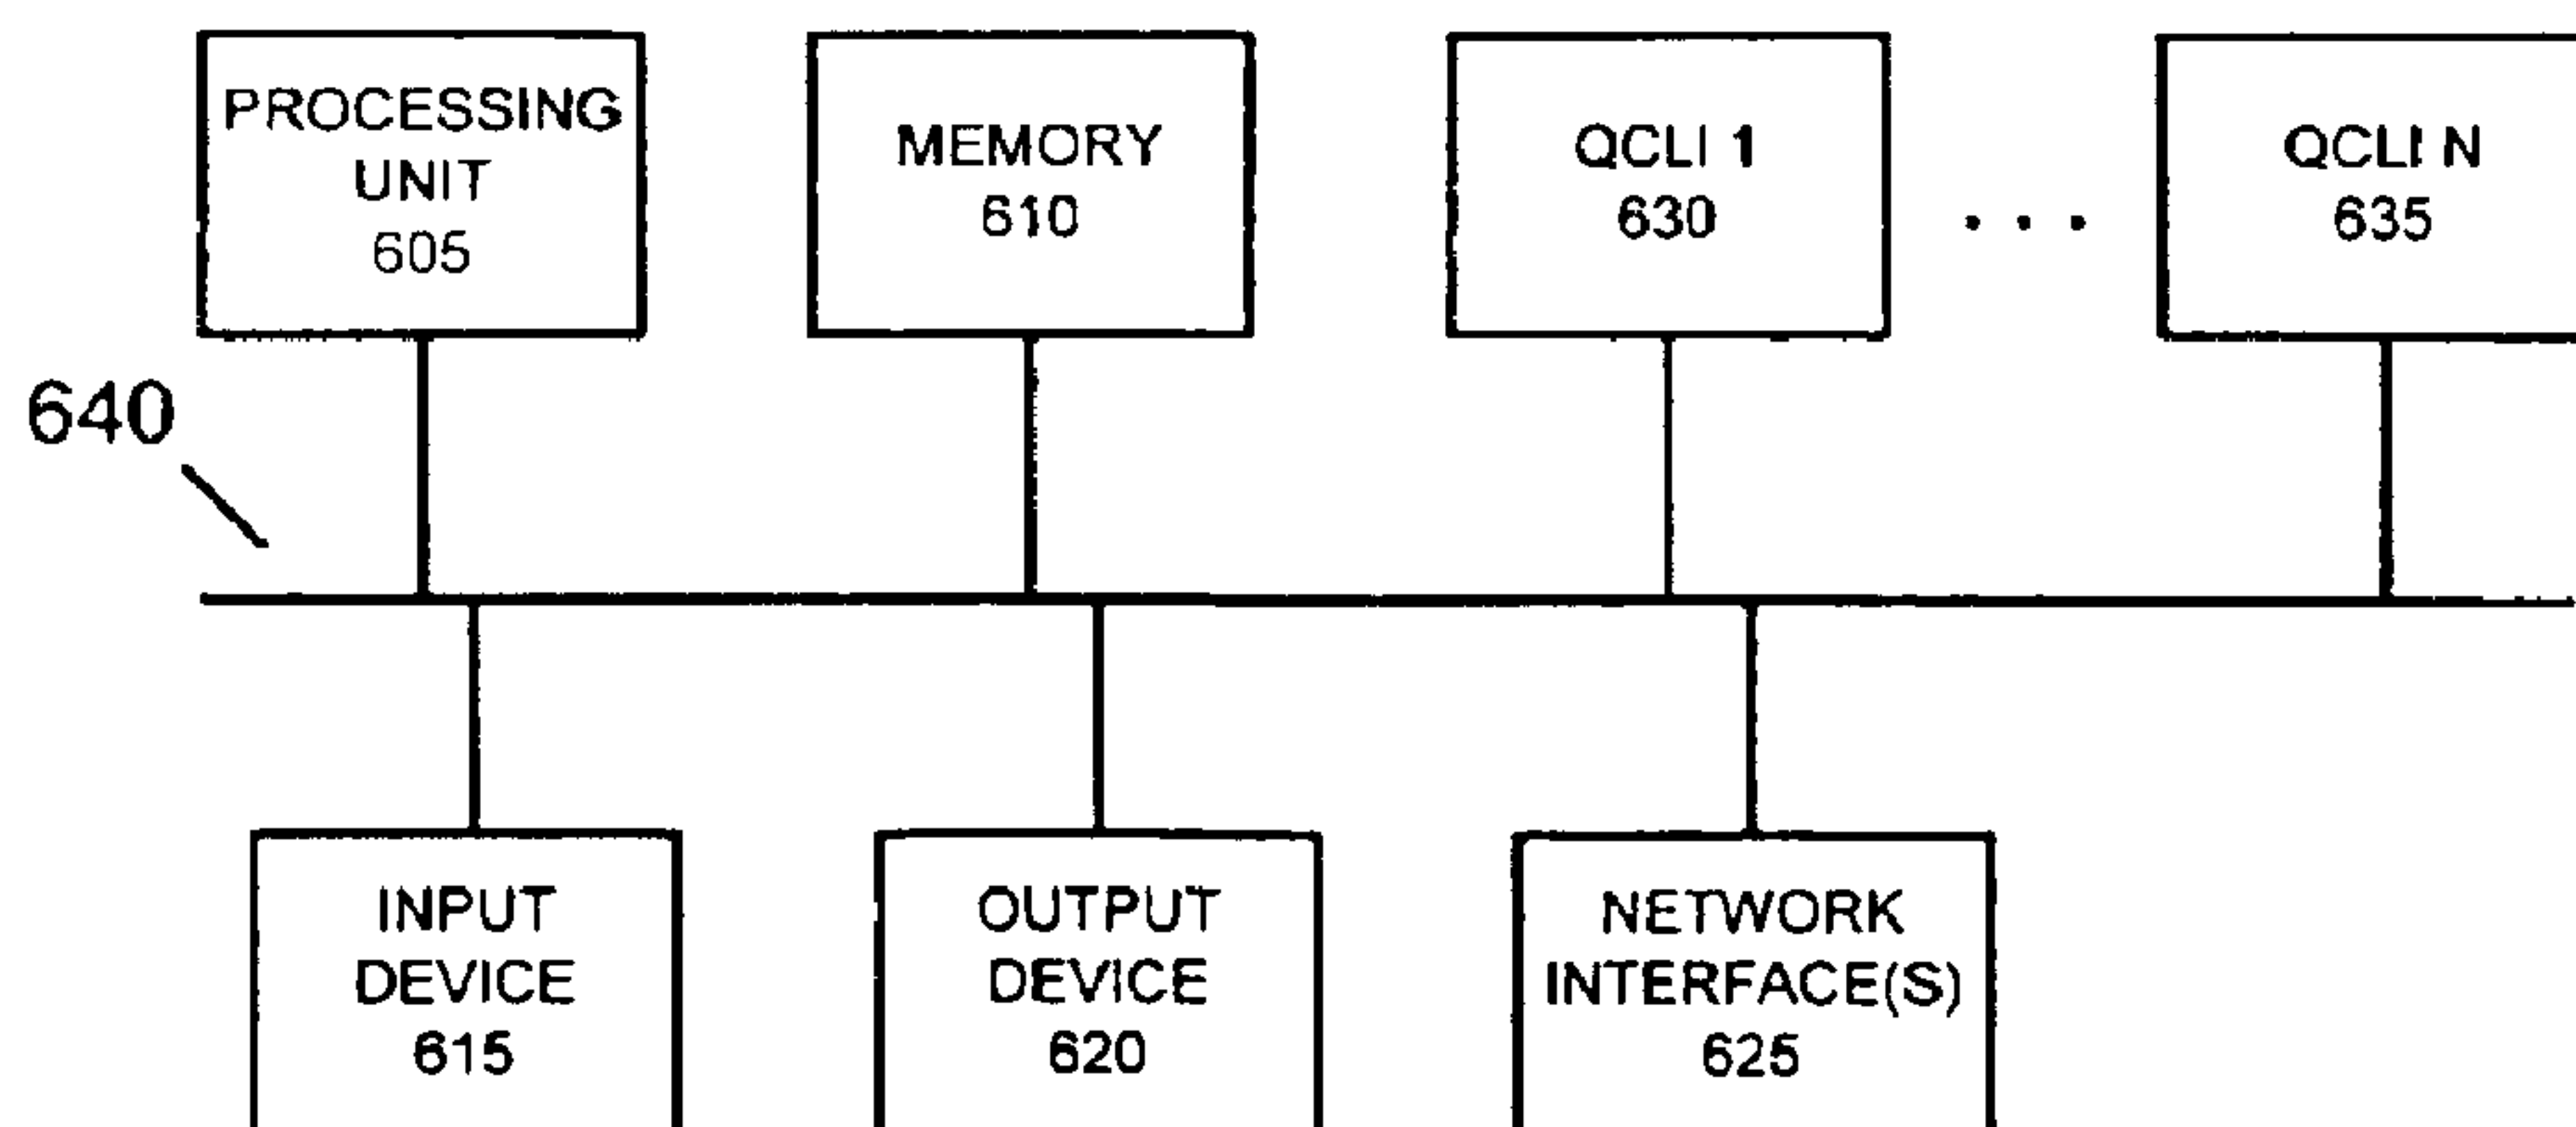 PROCESSING
UNIT
605
MEMORY
610
QCLI 1
630
. . .
QCLI N
635
640
INPUT
DEVICE
615
OUTPUT
DEVICE
620
NETWORK
INTERFACE(S)
625